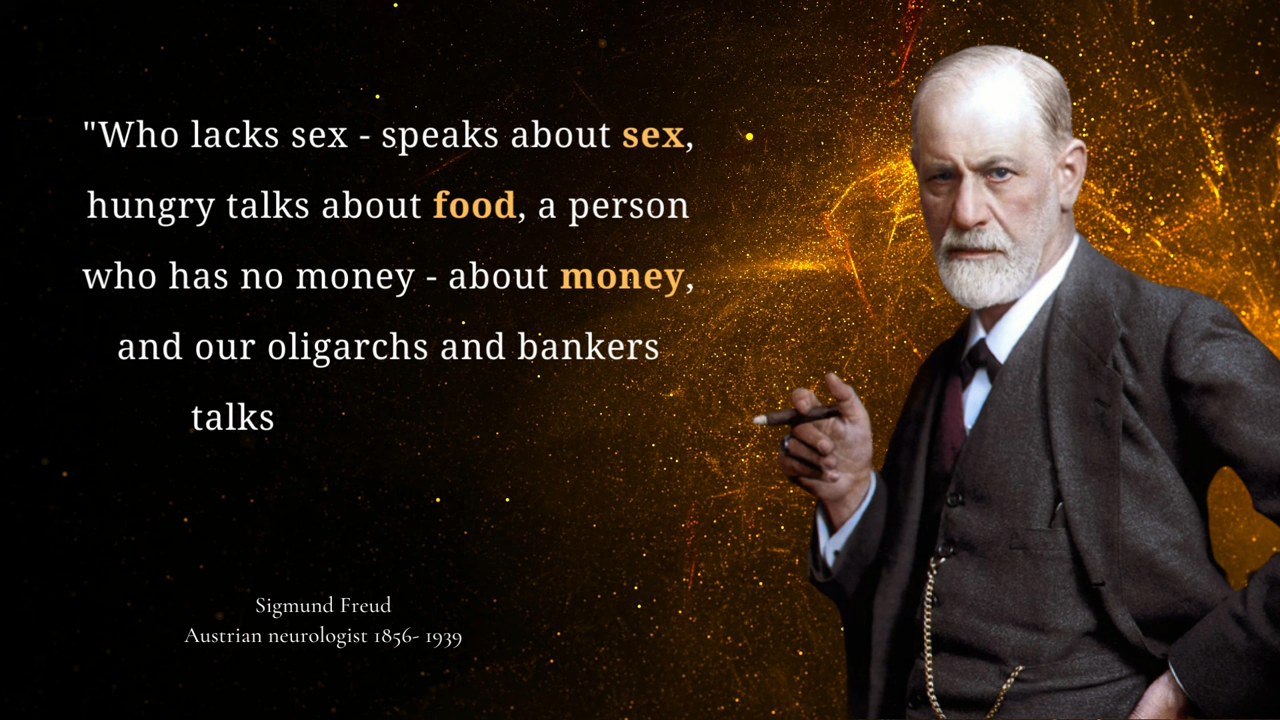 "Who lacks sex - speaks about sex,
hungry talks about food, a person
who has no money - about money,
and our oligarchs and bankers
talks
Sigmund Freud
Austrian neurologist 1856- 1939